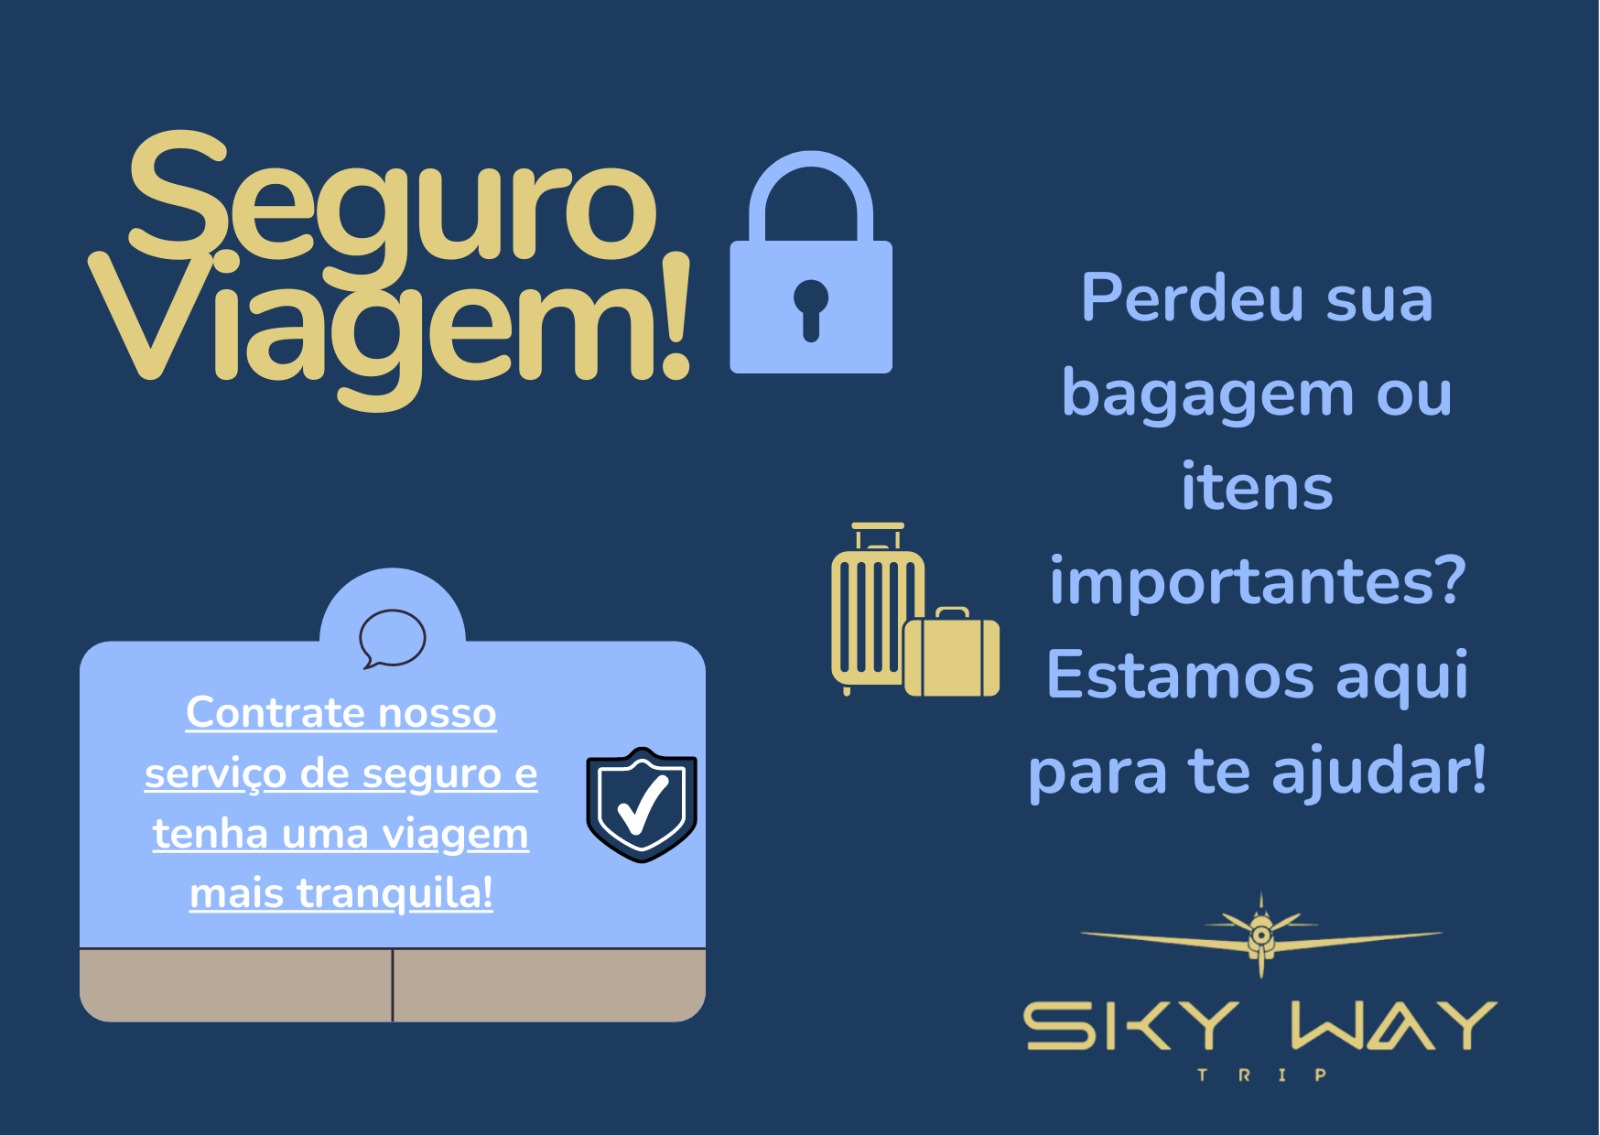 Seguro
Viagem!
Perdeu sua
bagagem ou
itens
importantes?
Estamos aqui
para te ajudar!
Contrate nosso
serviço de seguro e
tenha uma viagem
mais tranquila!
SKY WAY
TRIP